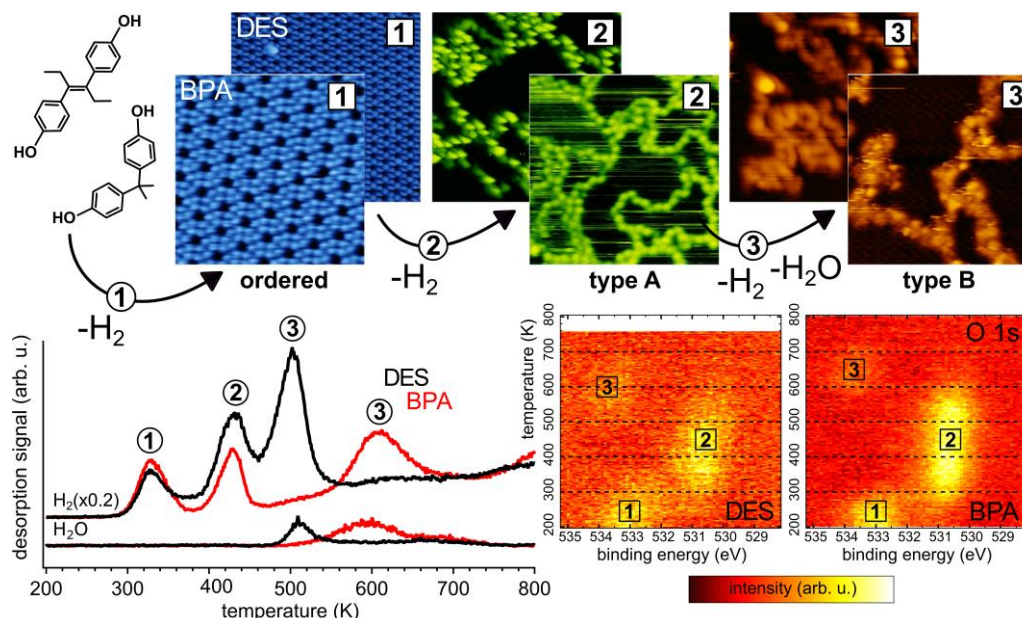 OH
HO
OH
HO
DES
1
BPA
1
ordered
2
2
type A
3
3
type B
1
-H₂
2
-H₂
3
-H₂ -H₂O
desorption signal (arb. u.)
1
2
3
DES
BPA
3
H₂(x0.2)
H₂O
200 300 400 500 600 700 800
temperature (K)
temperature (K)
800
700
600
500
400
300
200
3
2
1
DES
535 534 533 532 531 530 529
binding energy (eV)
800
700
600
500
400
300
200
O 1s
3
2
1
BPA
535 534 533 532 531 530 529
binding energy (eV)
intensity (arb. u.)